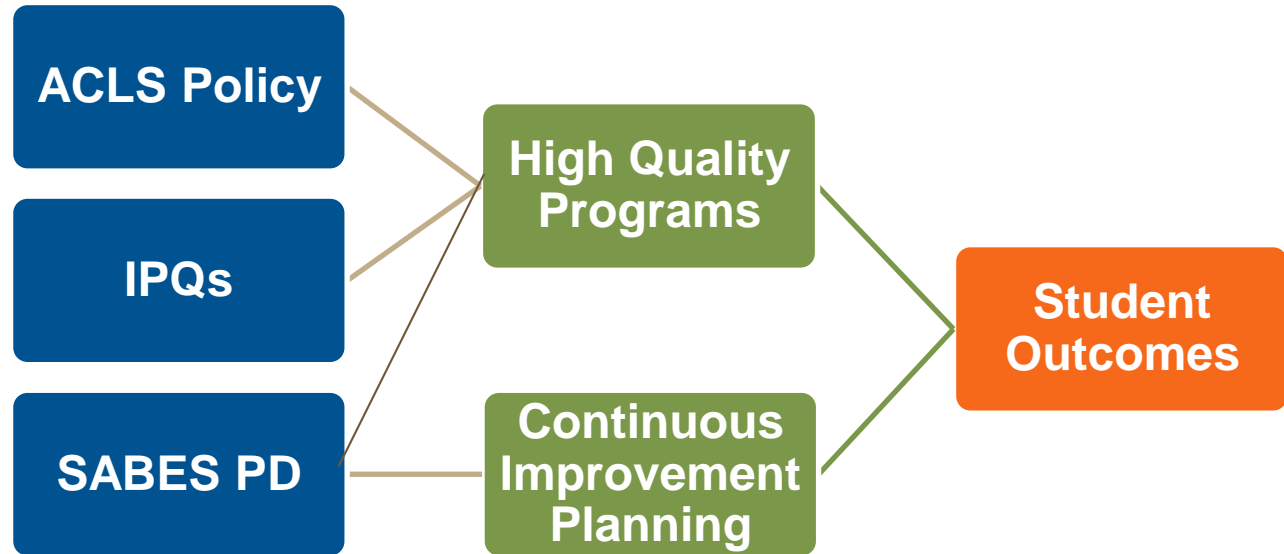 ACLS Policy
IPQs
SABES PD
High Quality
Programs
Continuous
Improvement
Planning
Student
Outcomes